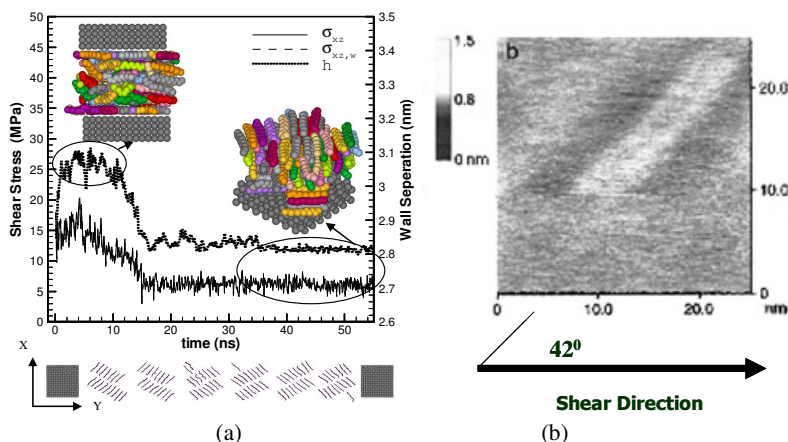 50
45
40
35
30
25
20
15
10
5
0
Shear Stress (MPa)
σxz
σxz,w
h
3.5
3.4
3.3
3.2
3.1
3
2.9
2.8
2.7
2.6
Wall Seperation (nm)
0 10 20 30 40 50
time (ns)
X
Y
(a)
1.5
0.8
0 nm
b
20.0
10.0
0
0 10.0 20.0
nm
42⁰
Shear Direction
(b)